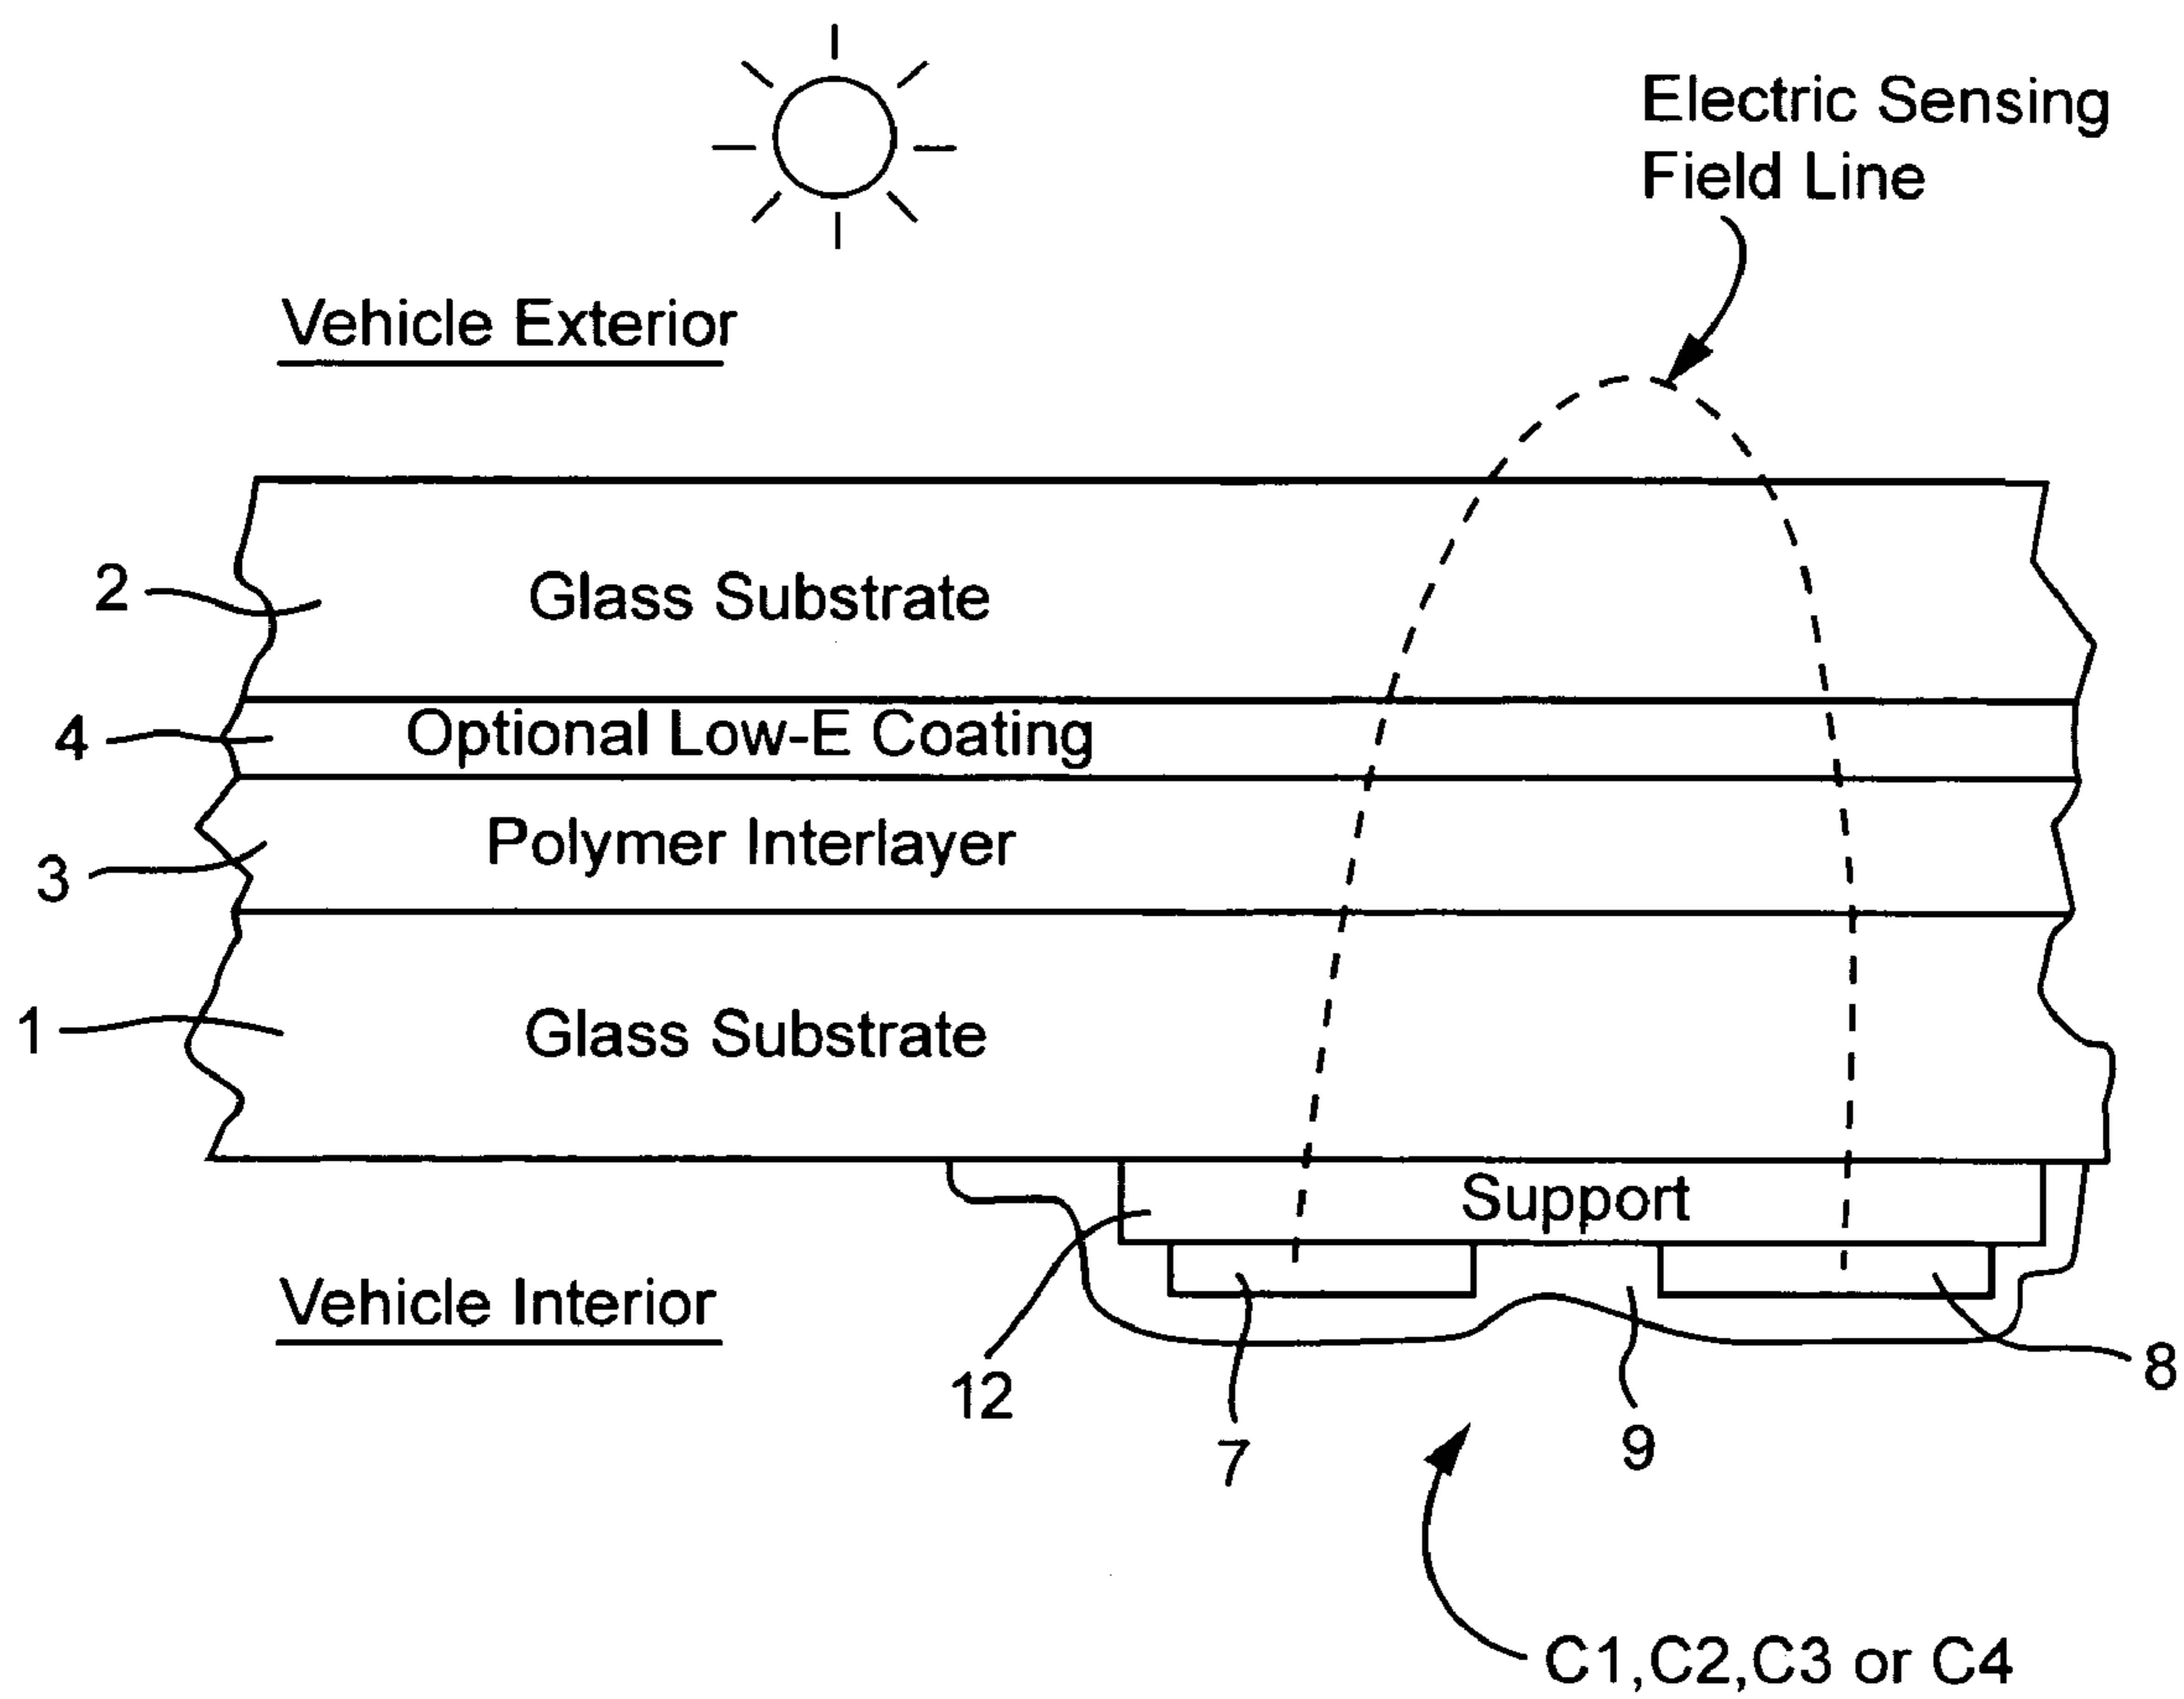 Electric Sensing
Field Line
Vehicle Exterior
2
Glass Substrate
4
Optional Low-E Coating
3
Polymer Interlayer
1
Glass Substrate
Support
Vehicle Interior
12
7
9
8
C1,C2,C3 or C4